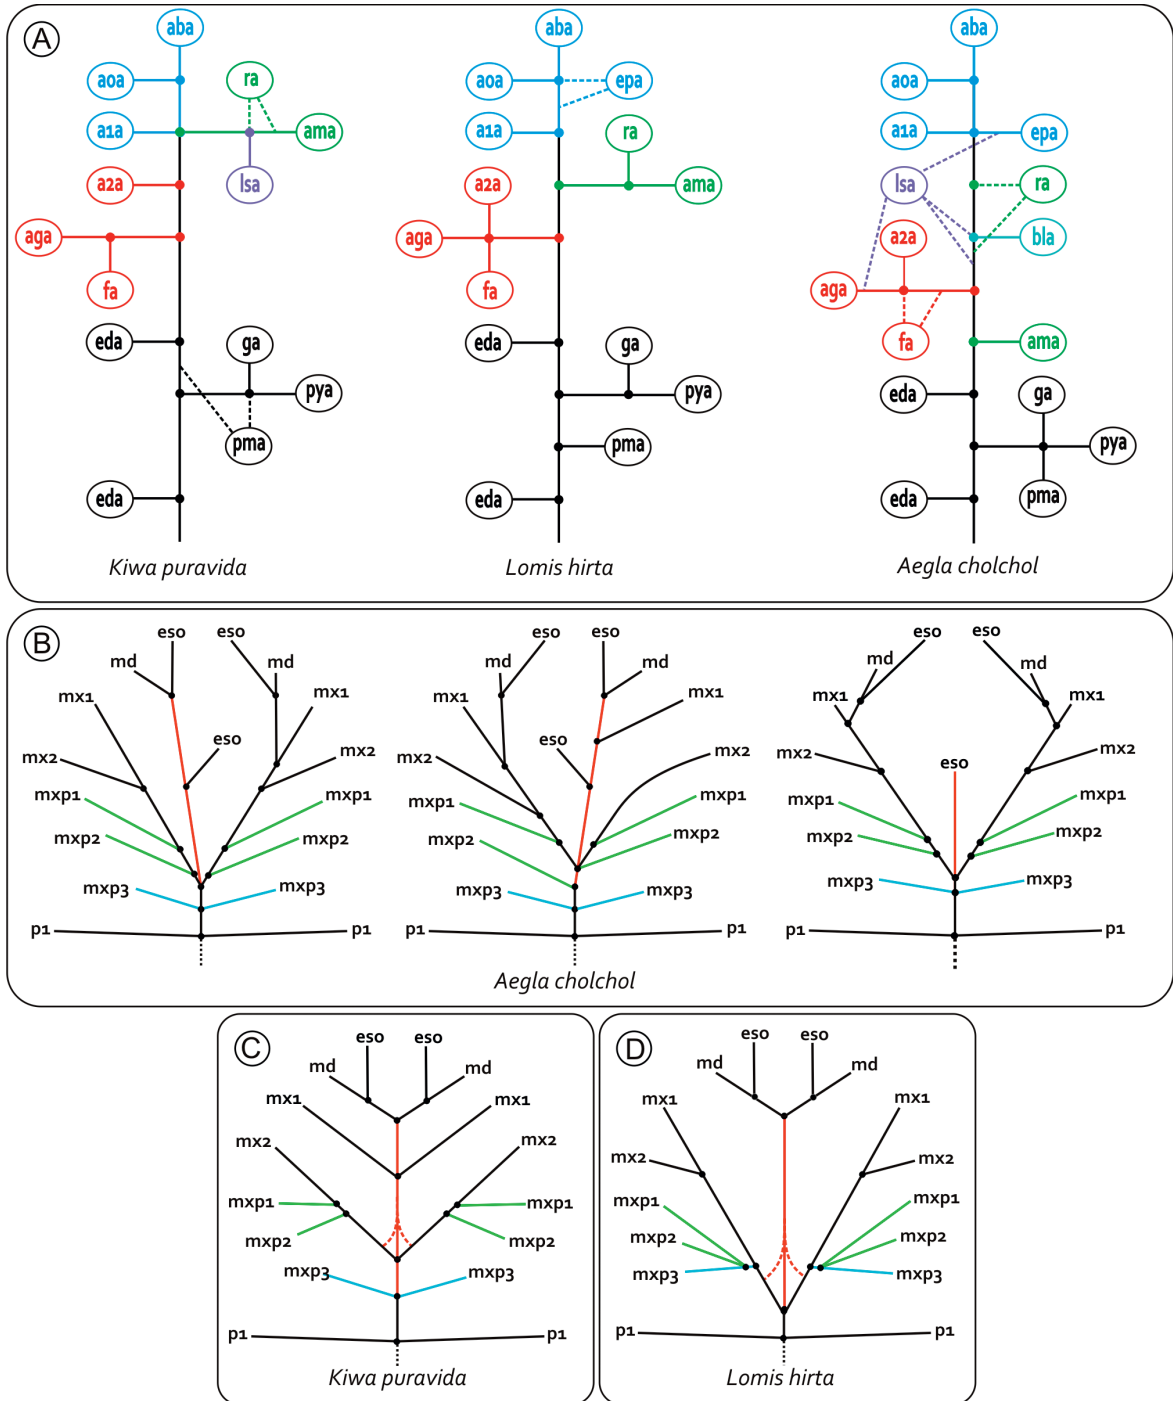 A
aba
aoa
ra
a1a
ama
a2a
lsa
aga
fa
eda
ga
pya
pma
eda
Kiwa puravida
aba
aoa
epa
a1a
ra
a2a
ama
aga
fa
eda
ga
pya
pma
eda
Lomis hirta
aba
aoa
a1a
epa
lsa
ra
a2a
bla
aga
fa
ama
eda
ga
pya
eda
pma
Aegla cholchol
B
eso eso
md md
mx1 mx1
eso
mx2 mx2
mxp1 mxp1
mxp2 mxp2
mxp3 mxp3
p1 p1
eso eso
md md
mx1 mx1
eso
mx2 mx2
mxp1 mxp1
mxp2 mxp2
mxp3 mxp3
p1 p1
eso eso
md md
mx1 mx1
mx2 mx2
eso
mxp1 mxp1
mxp2 mxp2
mxp3 mxp3
p1 p1
Aegla cholchol
C
eso eso
md md
mx1 mx1
mx2 mx2
mxp1 mxp1
mxp2 mxp2
mxp3 mxp3
p1 p1
Kiwa puravida
D
eso eso
md md
mx1 mx1
mx2 mx2
mxp1 mxp1
mxp2 mxp2
mxp3 mxp3
p1 p1
Lomis hirta